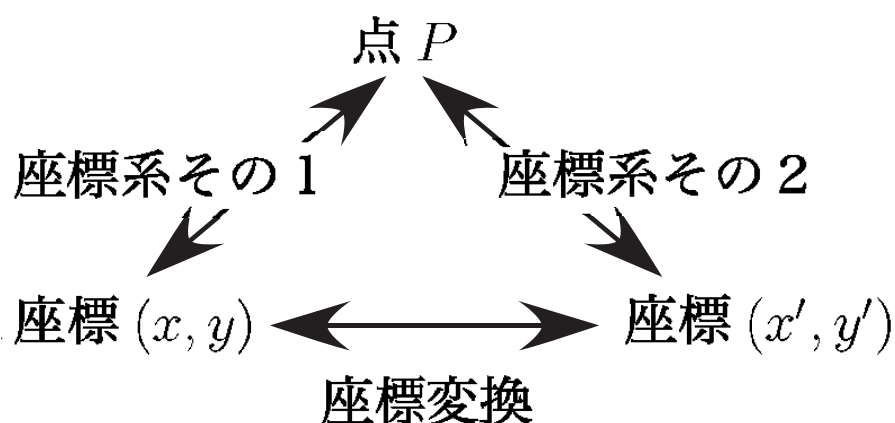 点 P
座標系その 1
座標系その 2
座標 (x, y)
座標 (x′, y′)
座標変換